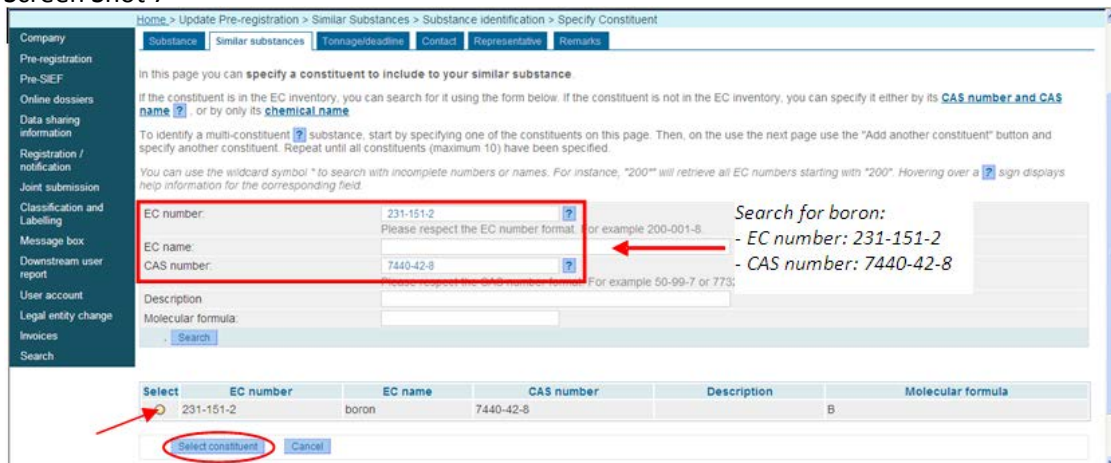 Screen Shot 7
Home > Update Pre-registration > Similar Substances > Substance identification > Specify Constituent
Company
Pre-registration
Pre-SIEF
Online dossiers
Data sharing information
Registration / notification
Joint submission
Classification and Labelling
Message box
Downstream user report
User account
Legal entity change
Invoices
Search
Substance Similar substances Tonnage/deadline Contact Representative Remarks
In this page you can specify a constituent to include to your similar substance.
If the constituent is in the EC inventory, you can search for it using the form below. If the constituent is not in the EC inventory, you can specify it either by its CAS number and CAS
name ? , or by only its chemical name
To identify a multi-constituent ? substance, start by specifying one of the constituents on this page. Then, on the use the next page use the "Add another constituent" button and
specify another constituent. Repeat until all constituents (maximum 10) have been specified.
You can use the wildcard symbol * to search with incomplete numbers or names. For instance, "200*" will retrieve all EC numbers starting with "200". Hovering over a ? sign displays
help information for the corresponding field.
EC number: 231-151-2 ?
Please respect the EC number format. For example 200-001-8.
EC name:
CAS number: 7440-42-8 ?
Please respect the CAS number format. For example 50-99-7 or 7732
Description
Molecular formula:
Search
Search for boron:
- EC number: 231-151-2
- CAS number: 7440-42-8
Select EC number EC name CAS number Description Molecular formula
231-151-2 boron 7440-42-8 B
Select constituent Cancel